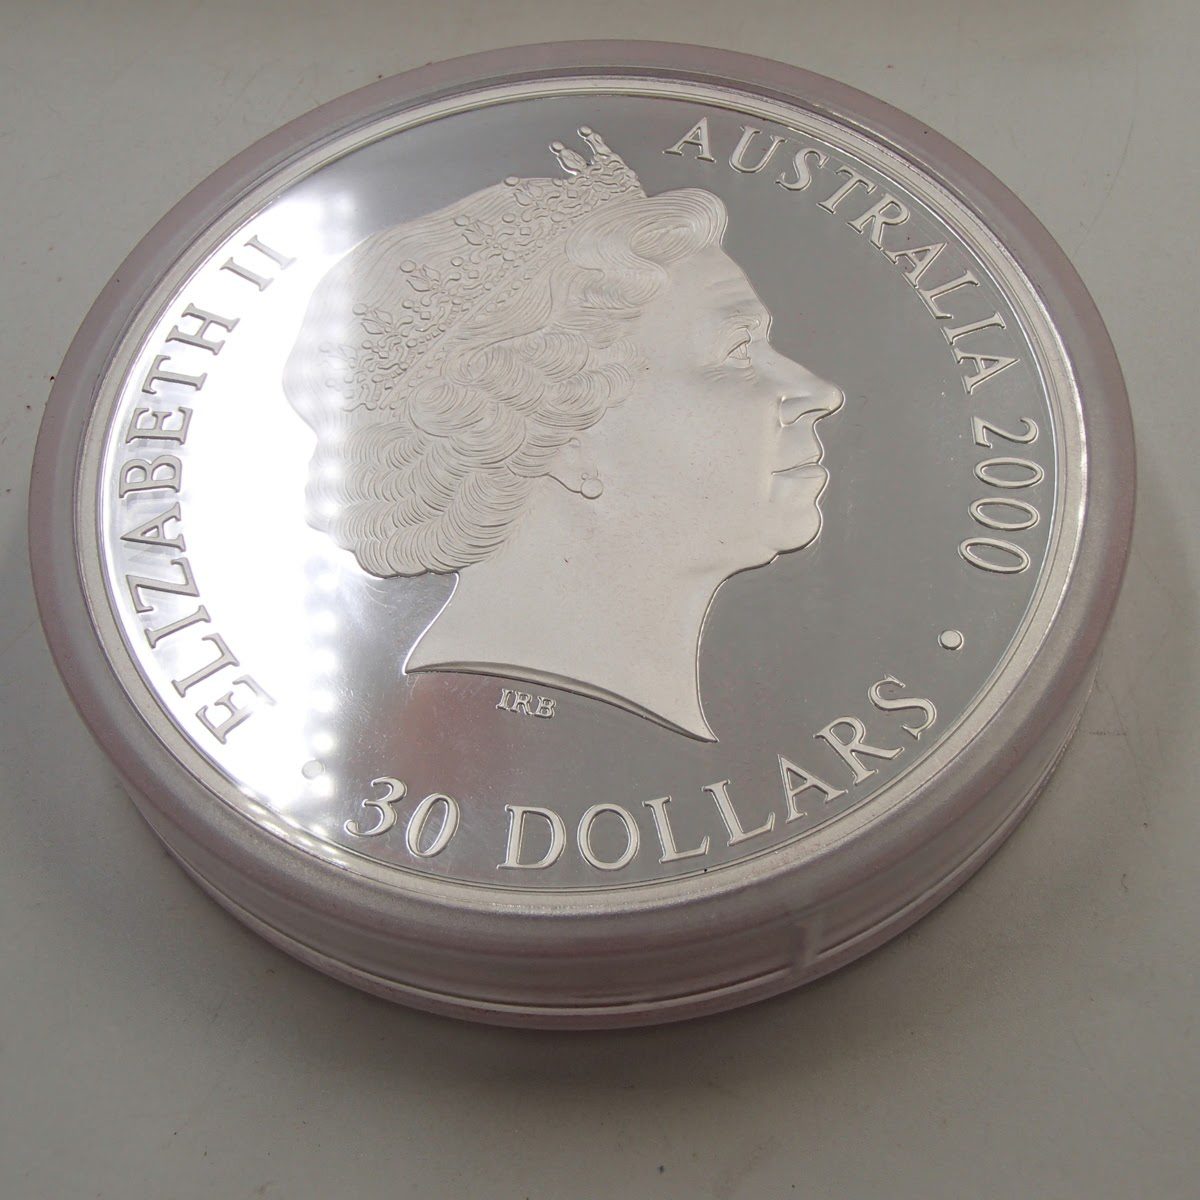 ELIZABETH II
AUSTRALIA 2000
IRB
· 30 DOLLARS ·